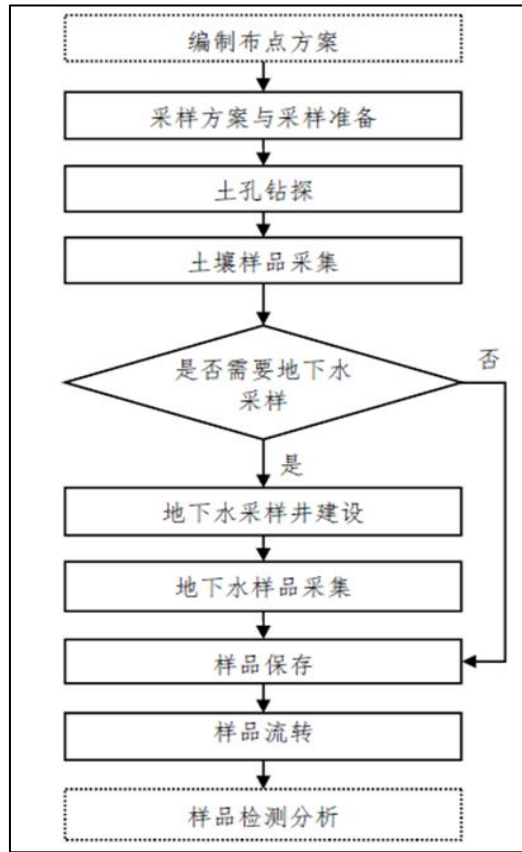 编制布点方案
采样方案与采样准备
土孔钻探
土壤样品采集
是否需要地下水
采样
否
是
地下水采样井建设
地下水样品采集
样品保存
样品流转
样品检测分析